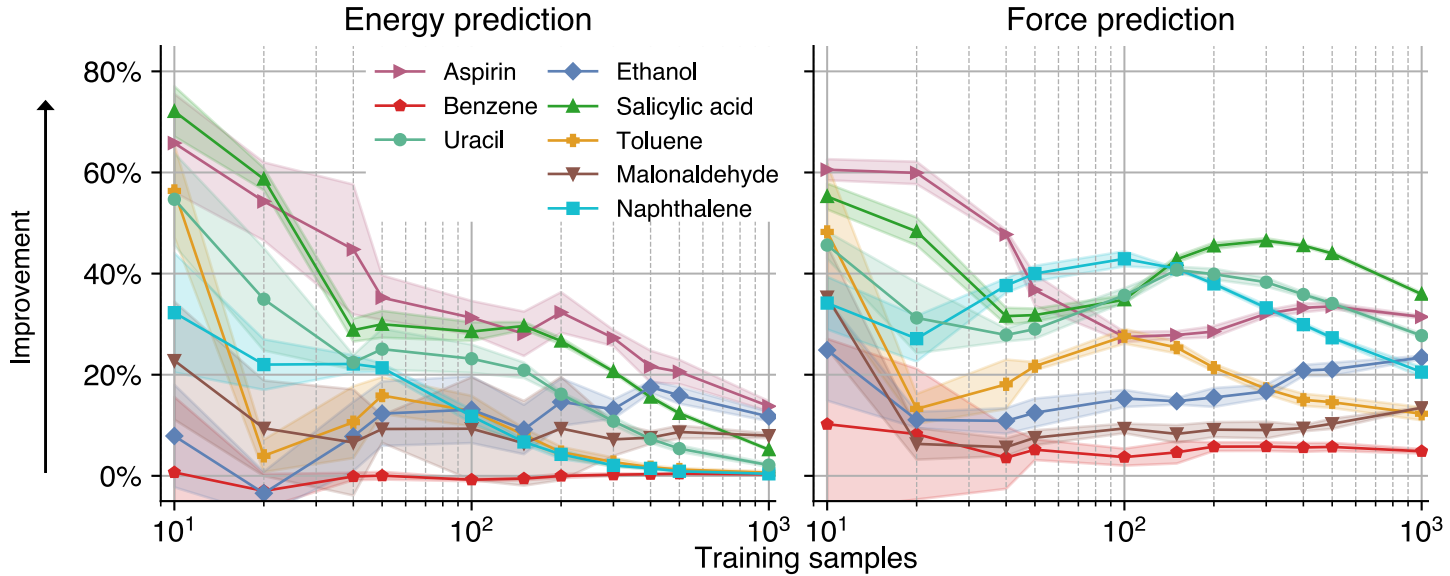 Energy prediction
Force prediction
Improvement
80%
60%
40%
20%
0%
Aspirin
Benzene
Uracil
Ethanol
Salicylic acid
Toluene
Malonaldehyde
Naphthalene
10¹
10²
10³
10¹
10²
10³
Training samples